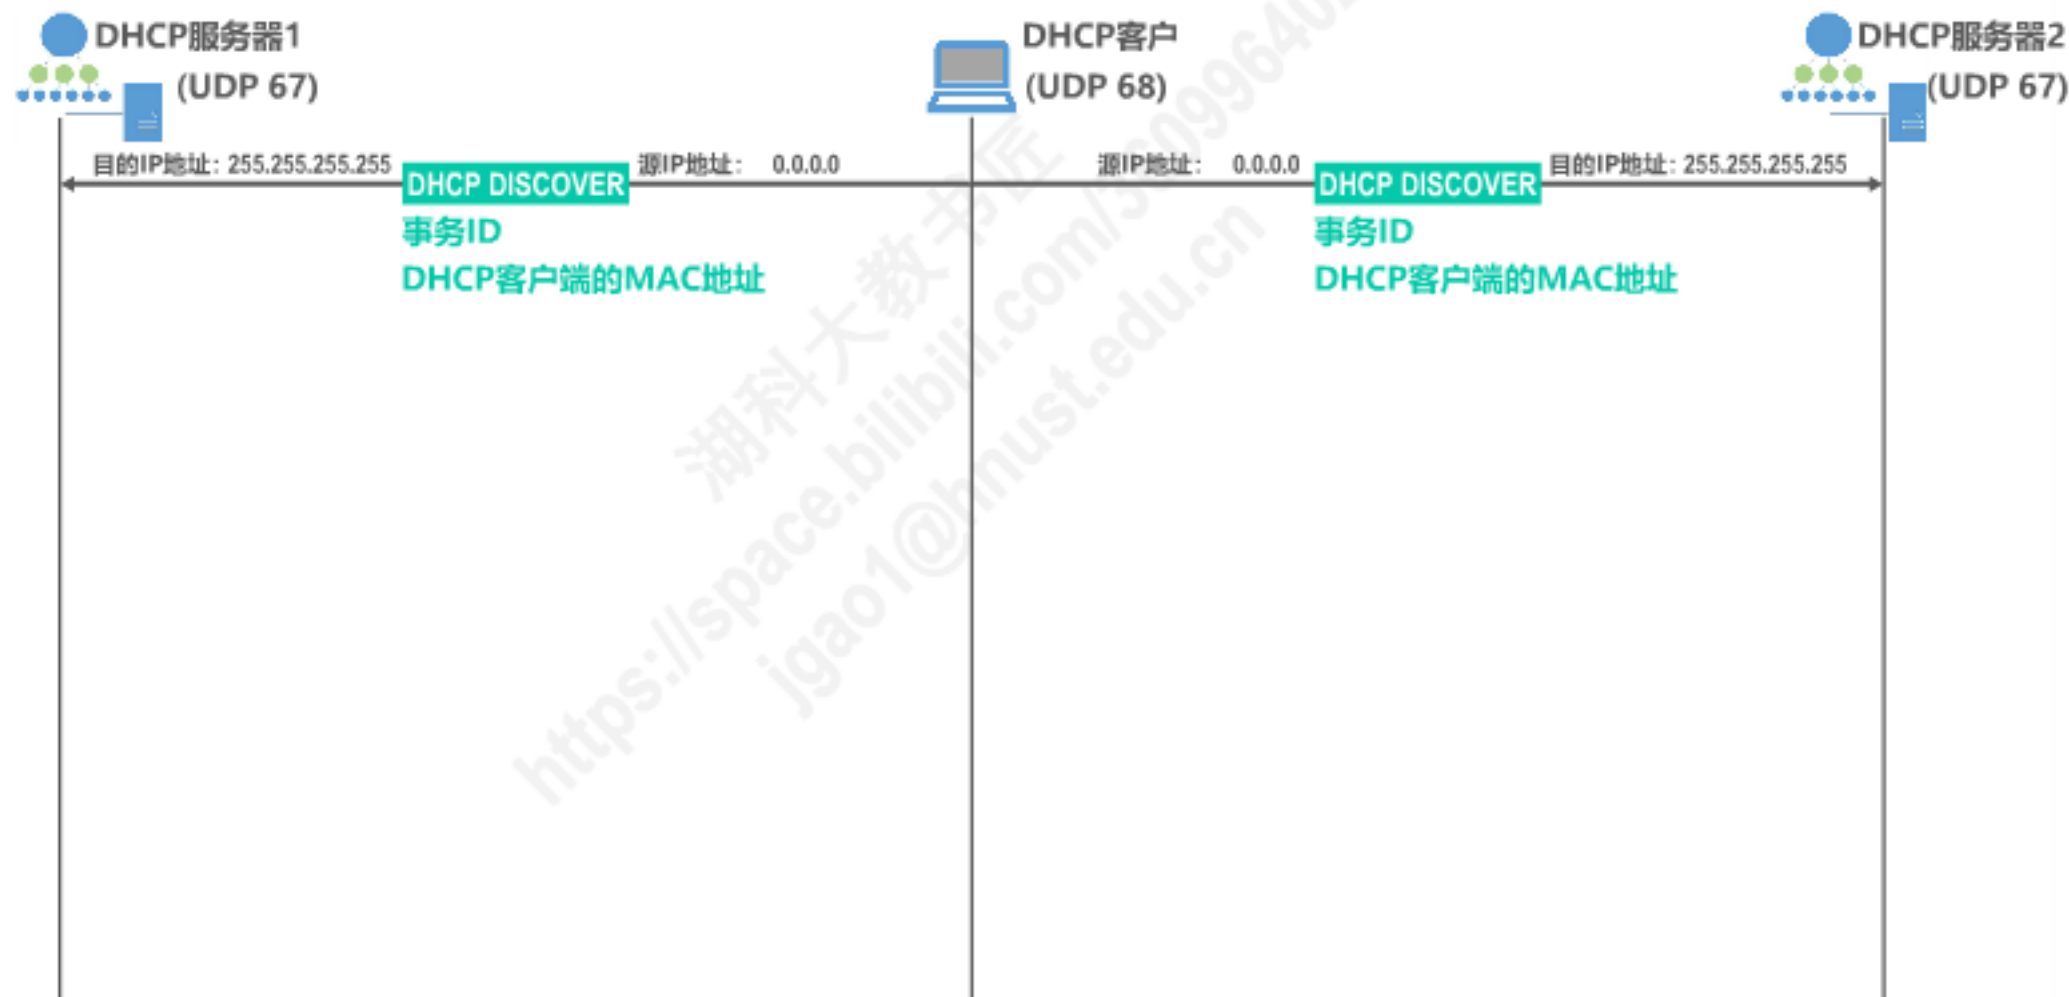 DHCP服务器1
(UDP 67)
DHCP客户
(UDP 68)
DHCP服务器2
(UDP 67)
目的IP地址: 255.255.255.255
DHCP DISCOVER
源IP地址: 0.0.0.0
源IP地址: 0.0.0.0
DHCP DISCOVER
目的IP地址: 255.255.255.255
事务ID
DHCP客户端的MAC地址
事务ID
DHCP客户端的MAC地址
湖科大教书匠
https://space.bilibili.com/3609964
jgao1@hnust.edu.cn